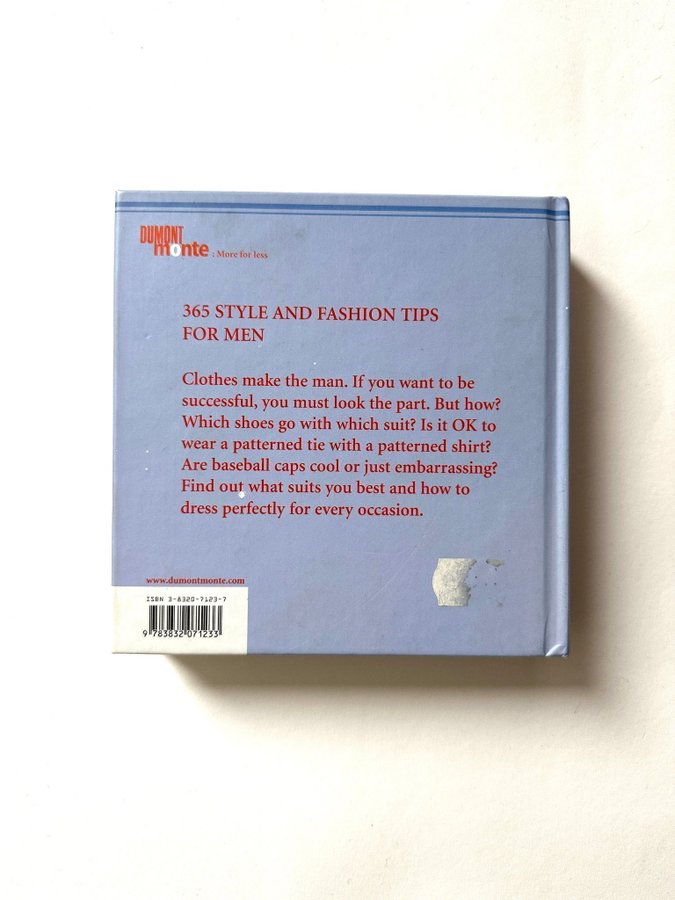 DUMONT
monte : More for less
365 STYLE AND FASHION TIPS
FOR MEN
Clothes make the man. If you want to be
successful, you must look the part. But how?
Which shoes go with which suit? Is it OK to
wear a patterned tie with a patterned shirt?
Are baseball caps cool or just embarrassing?
Find out what suits you best and how to
dress perfectly for every occasion.
www.dumontmonte.com
ISBN 3-8320-7123-7
9 783832 071233